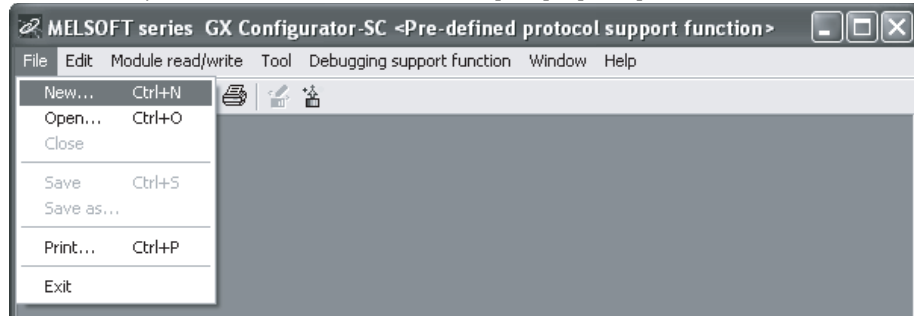 MELSOFT series GX Configurator-SC <Pre-defined protocol support function>
File Edit Module read/write Tool Debugging support function Window Help
New... Ctrl+N
Open... Ctrl+O
Close
Save Ctrl+S
Save as...
Print... Ctrl+P
Exit